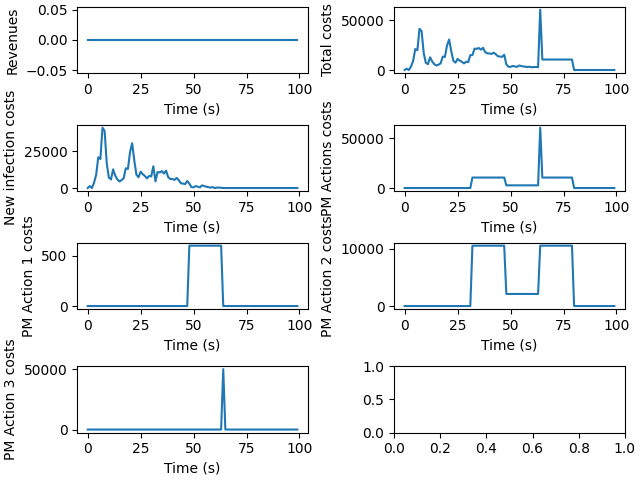 Revenues
0.05
0.00
−0.05
0 25 50 75 100
Time (s)
Total costs
50000
0
0 25 50 75 100
Time (s)
New infection costs
25000
0
0 25 50 75 100
Time (s)
PM Actions costs
50000
0
0 25 50 75 100
Time (s)
PM Action 1 costs
500
0
0 25 50 75 100
Time (s)
PM Action 2 costs
10000
0
0 25 50 75 100
Time (s)
PM Action 3 costs
50000
0
0 25 50 75 100
Time (s)
1.0
0.5
0.0
0.0 0.2 0.4 0.6 0.8 1.0